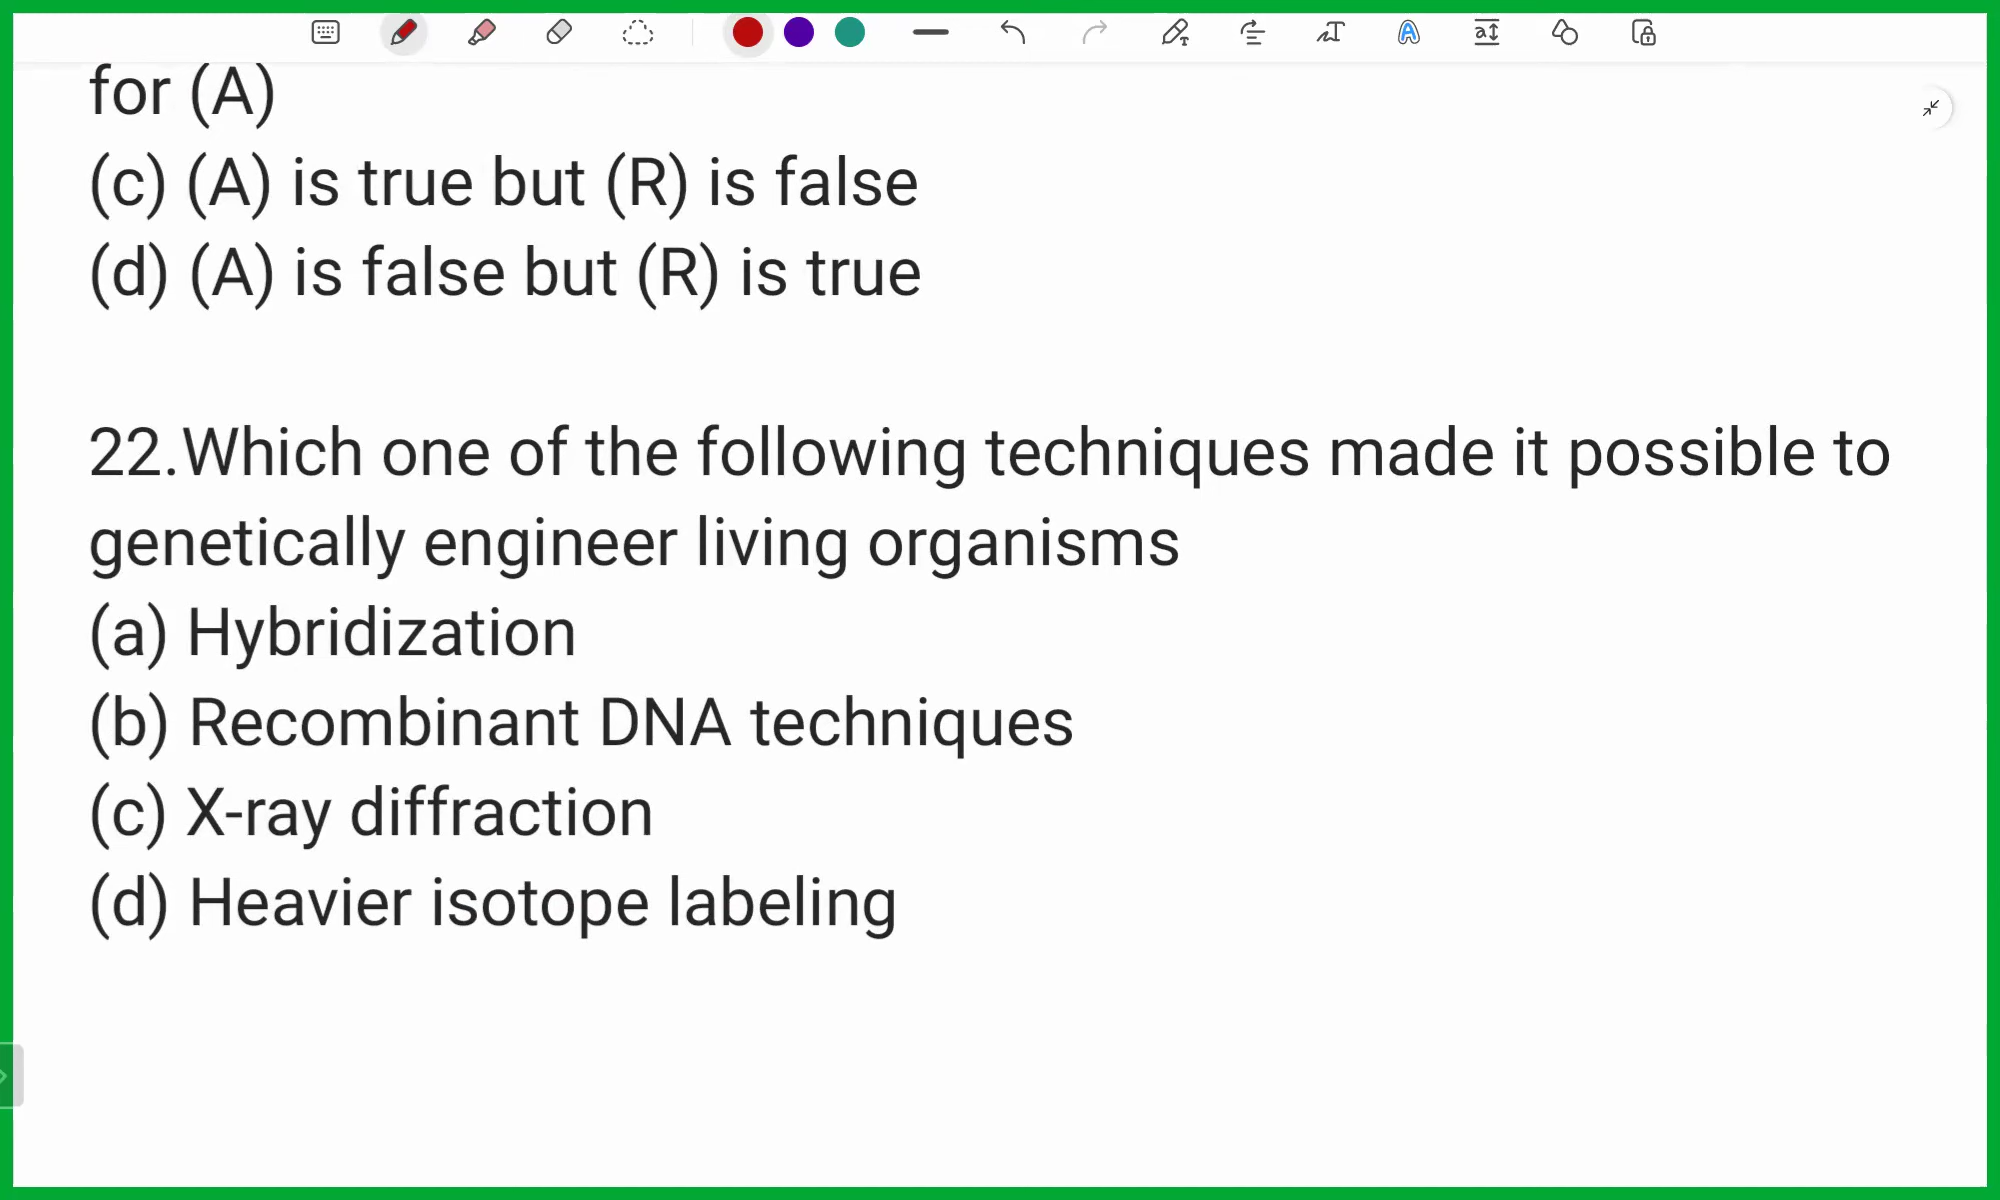 for (A)
(c) (A) is true but (R) is false
(d) (A) is false but (R) is true
22.Which one of the following techniques made it possible to
genetically engineer living organisms
(a) Hybridization
(b) Recombinant DNA techniques
(c) X-ray diffraction
(d) Heavier isotope labeling